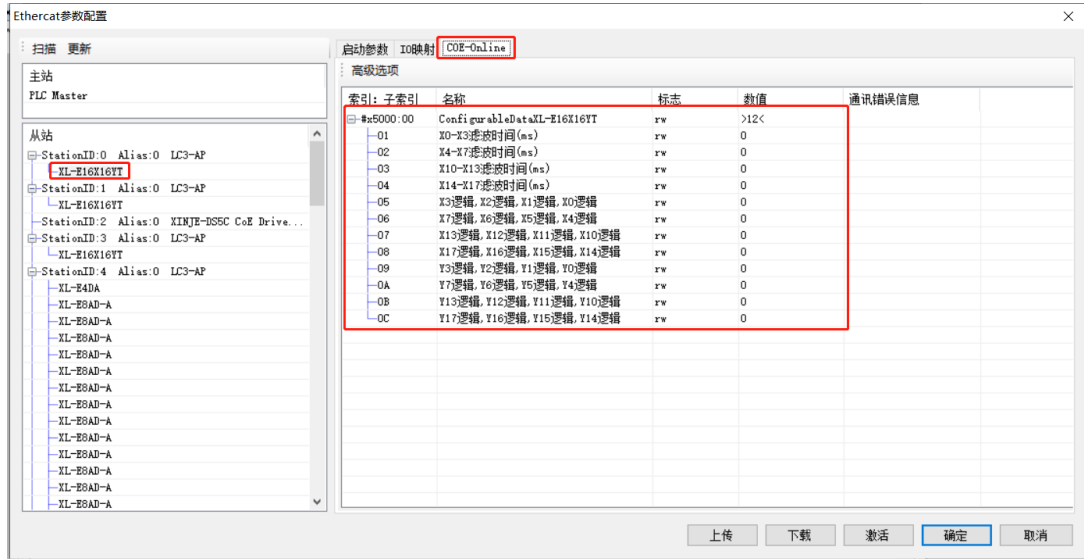 Ethercat参数配置
扫描 更新
主站
PLC Master
从站
StationID:0 Alias:0 LC3-AP
XL-E16X16YT
StationID:1 Alias:0 LC3-AP
XL-E16X16YT
StationID:2 Alias:0 XINJE-DS5C CoE Drive...
StationID:3 Alias:0 LC3-AP
XL-E16X16YT
StationID:4 Alias:0 LC3-AP
XL-E4DA
XL-E8AD-A
XL-E8AD-A
XL-E8AD-A
XL-E8AD-A
XL-E8AD-A
XL-E8AD-A
XL-E8AD-A
XL-E8AD-A
XL-E8AD-A
XL-E8AD-A
XL-E8AD-A
XL-E8AD-A
XL-E8AD-A
启动参数 IO映射 COE-Online
高级选项
索引: 子索引 名称 标志 数值 通讯错误信息
#x5000:00 ConfigurableDataXL-E16X16YT rw >12<
01 X0-X3滤波时间(ms) rw 0
02 X4-X7滤波时间(ms) rw 0
03 X10-X13滤波时间(ms) rw 0
04 X14-X17滤波时间(ms) rw 0
05 X3逻辑,X2逻辑,X1逻辑,X0逻辑 rw 0
06 X7逻辑,X6逻辑,X5逻辑,X4逻辑 rw 0
07 X13逻辑,X12逻辑,X11逻辑,X10逻辑 rw 0
08 X17逻辑,X16逻辑,X15逻辑,X14逻辑 rw 0
09 Y3逻辑,Y2逻辑,Y1逻辑,Y0逻辑 rw 0
0A Y7逻辑,Y6逻辑,Y5逻辑,Y4逻辑 rw 0
0B Y13逻辑,Y12逻辑,Y11逻辑,Y10逻辑 rw 0
0C Y17逻辑,Y16逻辑,Y15逻辑,Y14逻辑 rw 0
上传 下载 激活 确定 取消